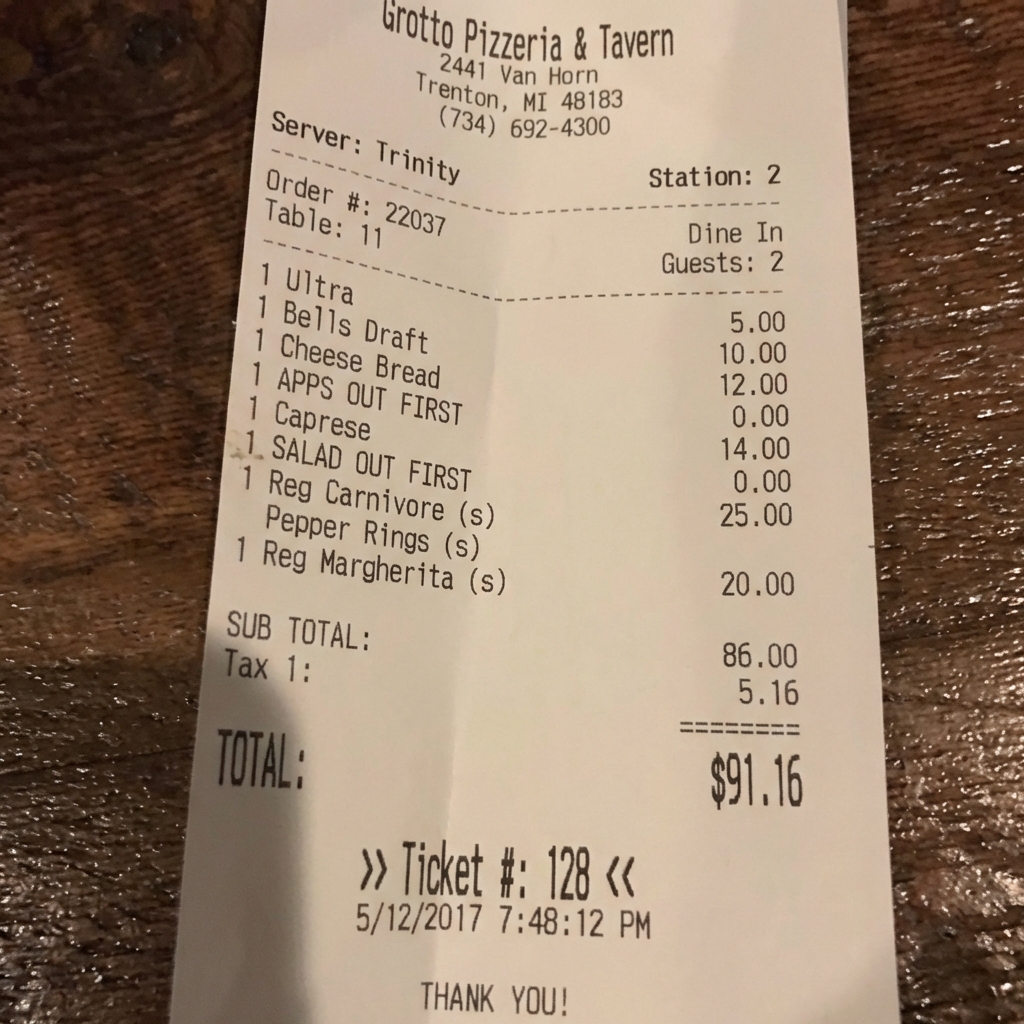 Grotto Pizzeria & Tavern
2441 Van Horn
Trenton, MI 48183
(734) 692-4300
Server: Trinity Station: 2
Order #: 22037 Dine In
Table: 11 Guests: 2
1 Ultra 5.00
1 Bells Draft 10.00
1 Cheese Bread 12.00
1 APPS OUT FIRST 0.00
1 Caprese 14.00
1 SALAD OUT FIRST 0.00
1 Reg Carnivore (s) 25.00
Pepper Rings (s)
1 Reg Margherita (s) 20.00
SUB TOTAL: 86.00
Tax 1: 5.16
========
TOTAL: $91.16
>> Ticket #: 128 <<
5/12/2017 7:48:12 PM
THANK YOU!